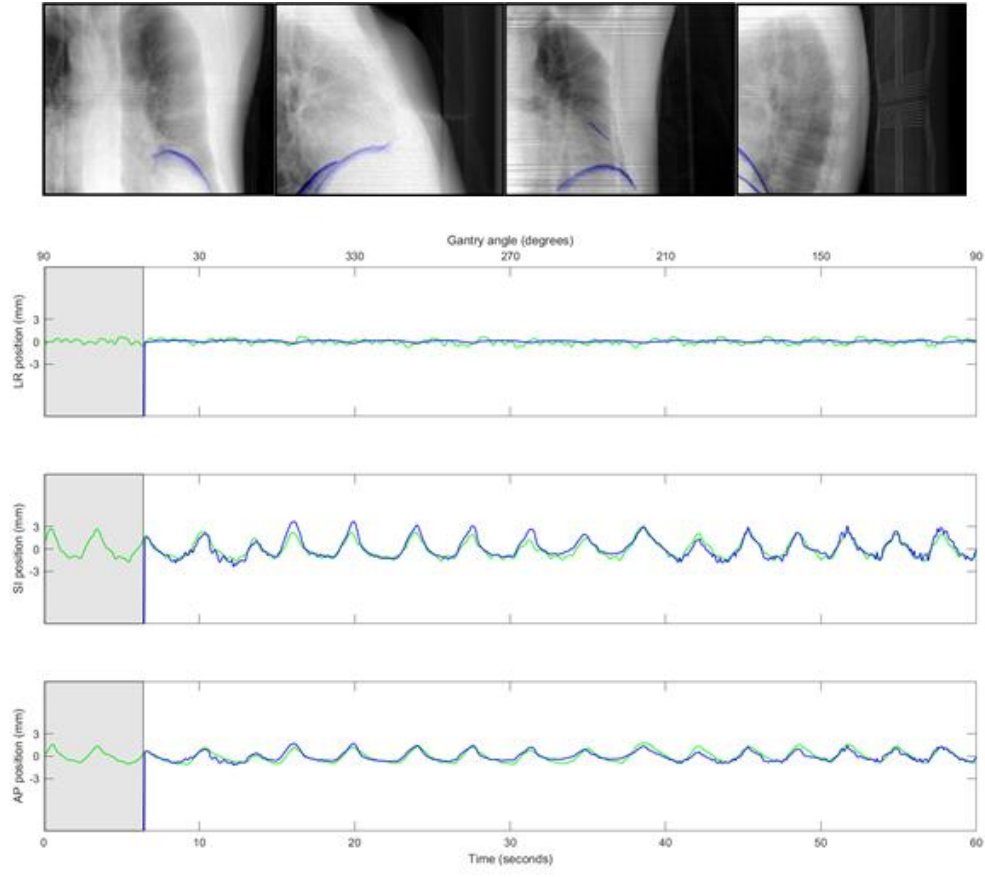 Gantry angle (degrees)
90 30 330 270 210 150 90
LR position (mm)
3
0
-3
SI position (mm)
3
0
-3
AP position (mm)
3
0
-3
0 10 20 30 40 50 60
Time (seconds)